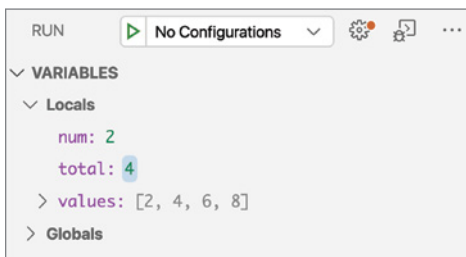 RUN No Configurations ...
VARIABLES
Locals
num: 2
total: 4
values: [2, 4, 6, 8]
Globals